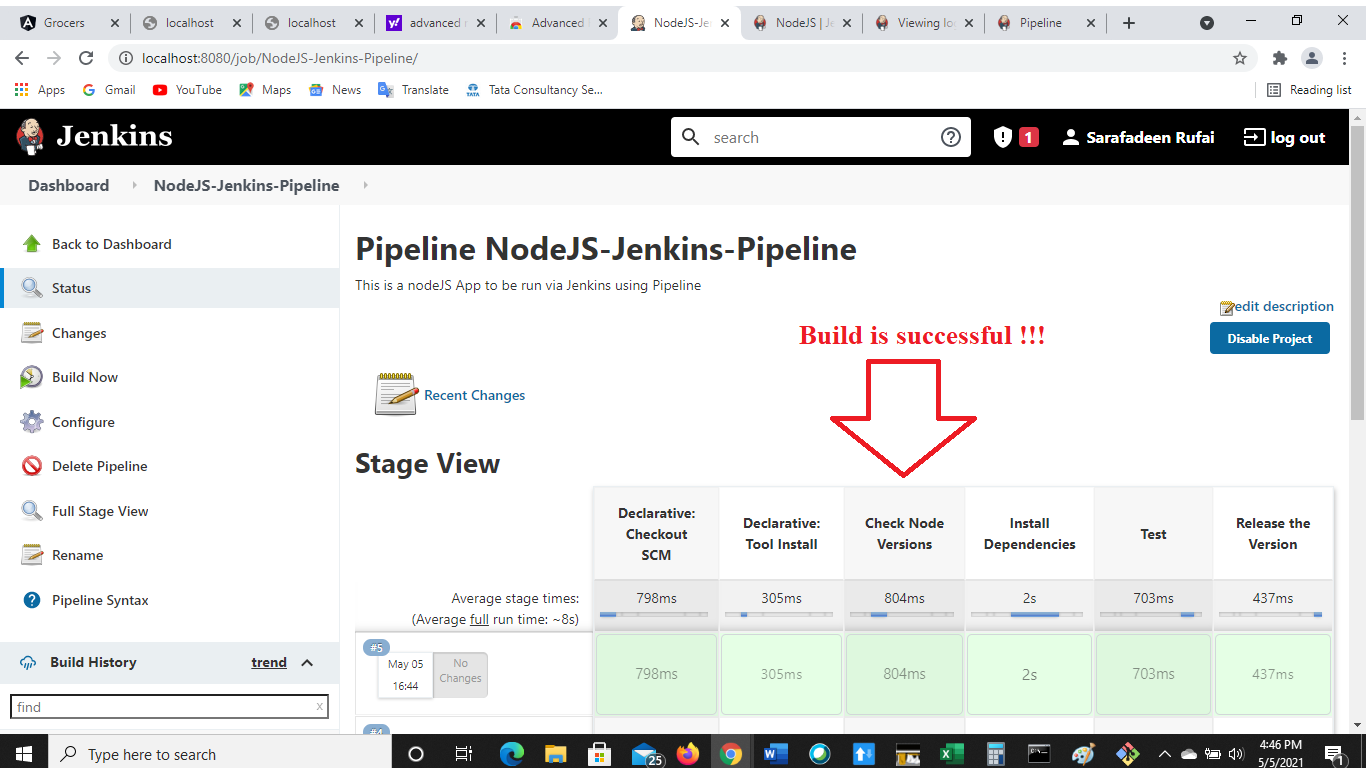 Grocers
localhost
localhost
advanced
Advanced
NodeJS-Je
NodeJS | Je
Viewing lo
Pipeline
localhost:8080/job/NodeJS-Jenkins-Pipeline/
Apps
Gmail
YouTube
Maps
News
Translate
TATA
Tata Consultancy Se...
Reading list
Jenkins
search
1
Sarafadeen Rufai
log out
Dashboard
NodeJS-Jenkins-Pipeline
Back to Dashboard
Status
Changes
Build Now
Configure
Delete Pipeline
Full Stage View
Rename
Pipeline Syntax
Build History
trend
find
x
Pipeline NodeJS-Jenkins-Pipeline
This is a nodeJS App to be run via Jenkins using Pipeline
edit description
Disable Project
Build is successful !!!
Recent Changes
Stage View
Declarative:
Checkout
SCM
Declarative:
Tool Install
Check Node
Versions
Install
Dependencies
Test
Release the
Version
Average stage times:
(Average full run time: ~8s)
798ms
305ms
804ms
2s
703ms
437ms
#5
May 05
16:44
No
Changes
798ms
305ms
804ms
2s
703ms
437ms
#4
Type here to search
25
4:46 PM
5/5/2021
1